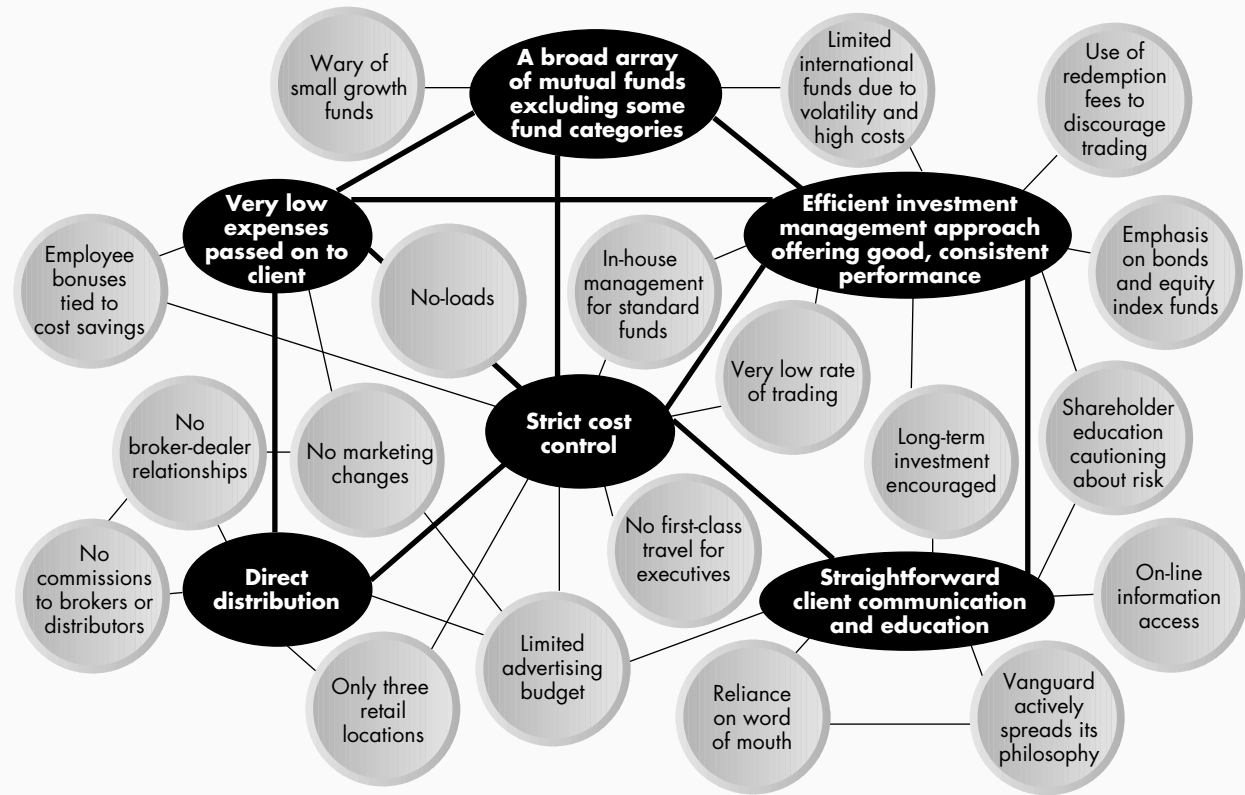 Wary of
small growth
funds
A broad array
of mutual funds
excluding some
fund categories
Limited
international
funds due to
volatility and
high costs
Use of
redemption
fees to
discourage
trading
Very low
expenses
passed on to
client
Efficient investment
management approach
offering good, consistent
performance
Employee
bonuses
tied to
cost savings
No-loads
In-house
management
for standard
funds
Emphasis
on bonds
and equity
index funds
Very low rate
of trading
Strict cost
control
Shareholder
education
cautioning
about risk
No
broker-dealer
relationships
No marketing
changes
Long-term
investment
encouraged
No
commissions
to brokers or
distributors
Direct
distribution
No first-class
travel for
executives
Straightforward
client communication
and education
On-line
information
access
Only three
retail
locations
Limited
advertising
budget
Reliance
on word
of mouth
Vanguard
actively
spreads its
philosophy